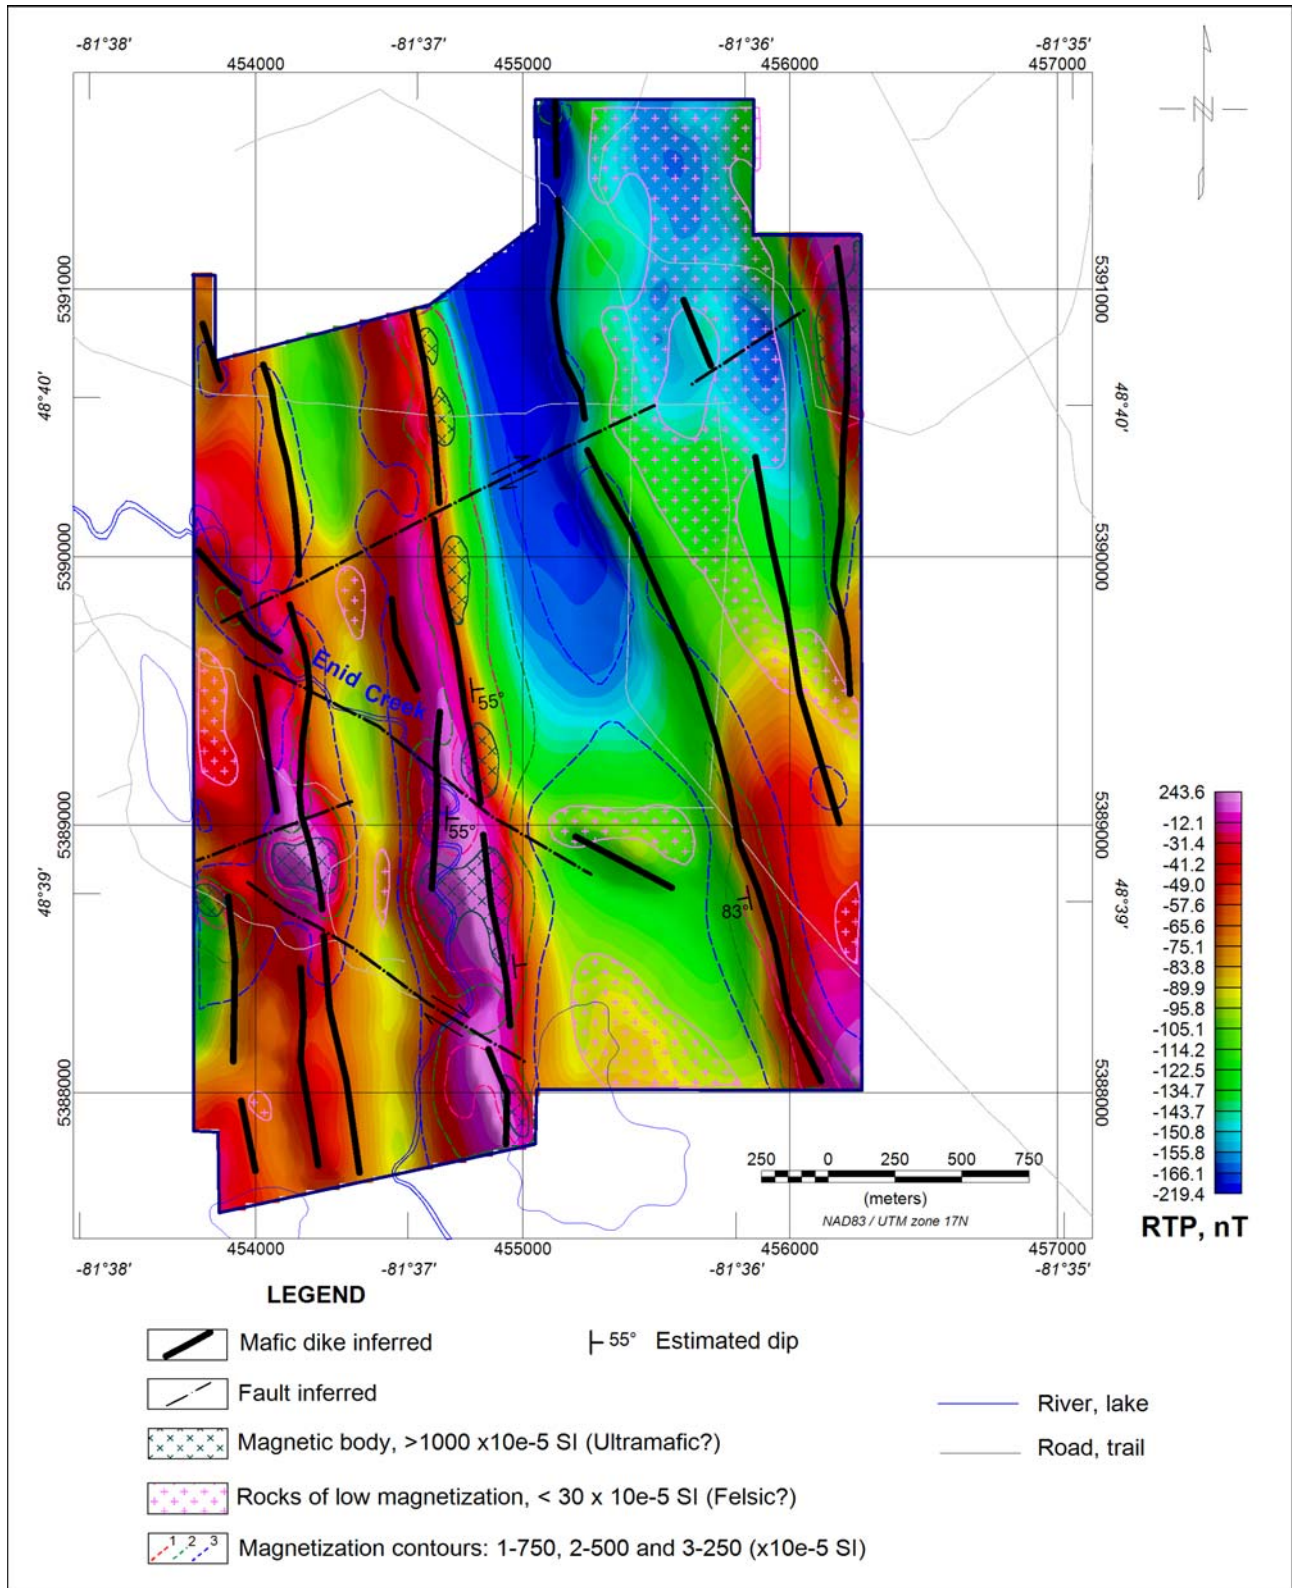 -81°38' -81°37' -81°36' -81°35'
454000 455000 456000 457000
N
5391000 5391000
48°40' 48°40'
5390000 5390000
Enid Creek
55°
5389000 55° 5389000
48°39' 83° 48°39'
5388000 5388000
250 0 250 500 750
(meters)
NAD83 / UTM zone 17N
454000 455000 456000 457000
-81°38' -81°37' -81°36' -81°35'
243.6
-12.1
-31.4
-41.2
-49.0
-57.6
-65.6
-75.1
-83.8
-89.9
-95.8
-105.1
-114.2
-122.5
-134.7
-143.7
-150.8
-155.8
-166.1
-219.4
RTP, nT
LEGEND
Mafic dike inferred
55° Estimated dip
Fault inferred
Magnetic body, >1000 x10e-5 SI (Ultramafic?)
Rocks of low magnetization, < 30 x 10e-5 SI (Felsic?)
1 2 3
Magnetization contours: 1-750, 2-500 and 3-250 (x10e-5 SI)
River, lake
Road, trail